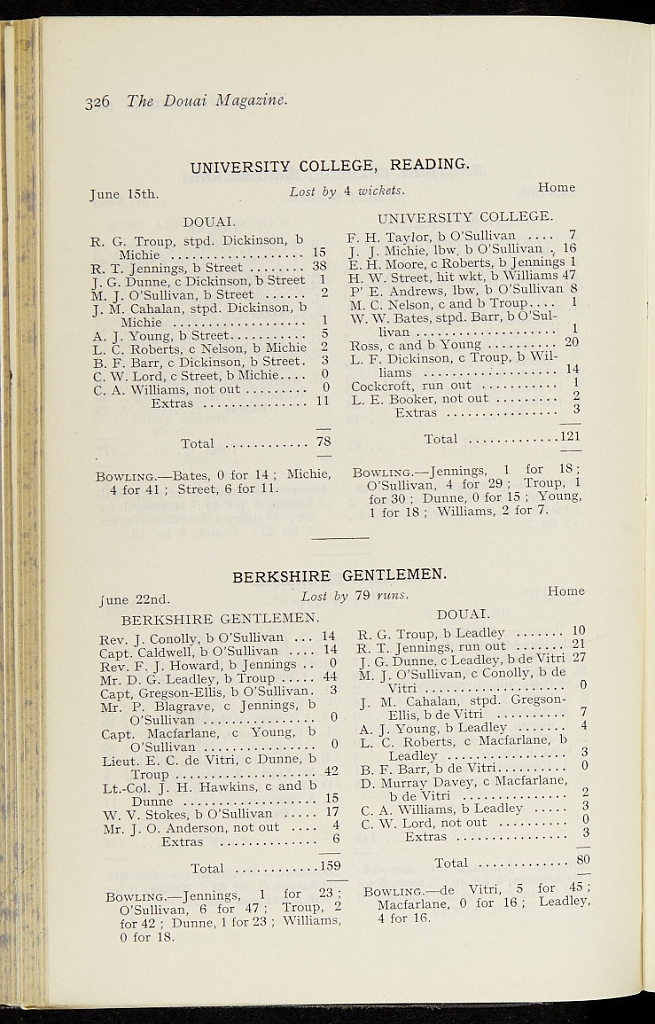 326 The Douai Magazine.
UNIVERSITY COLLEGE, READING.
June 15th. Lost by 4 wickets. Home
DOUAI.
R. G. Troup, stpd. Dickinson, b
Michie ................... 15
R. T. Jennings, b Street ........ 38
J. G. Dunne, c Dickinson, b Street 1
M. J. O'Sullivan, b Street ...... 2
J. M. Cahalan, stpd. Dickinson, b
Michie .................. 1
A. J. Young, b Street........... 5
L. C. Roberts, c Nelson, b Michie 2
B. F. Barr, c Dickinson, b Street. 3
C. W. Lord, c Street, b Michie.... 0
C. A. Williams, not out ......... 0
Extras ............... 11
Total ............ 78
BOWLING.—Bates, 0 for 14 ; Michie,
4 for 41 ; Street, 6 for 11.
UNIVERSITY COLLEGE.
F. H. Taylor, b O'Sullivan .... 7
J. J. Michie, lbw, b O'Sullivan ., 16
E. H. Moore, c Roberts, b Jennings 1
H. W. Street, hit wkt, b Williams 47
P' E. Andrews, lbw, b O'Sullivan 8
M. C. Nelson, c and b Troup.... 1
W. W. Bates, stpd. Barr, b O'Sul-
livan .................... 1
Ross, c and b Young .......... 20
L. F. Dickinson, c Troup, b Wil-
liams ................... 14
Cockcroft, run out ........... 1
L. E. Booker, not out ......... 2
Extras ................ 3
Total .............121
BOWLING.—Jennings, 1 for 18 ;
O'Sullivan, 4 for 29 ; Troup, 1
for 30 ; Dunne, 0 for 15 ; Young,
1 for 18 ; Williams, 2 for 7.
BERKSHIRE GENTLEMEN.
June 22nd. Lost by 79 runs. Home
BERKSHIRE GENTLEMEN.
Rev. J. Conolly, b O'Sullivan ... 14
Capt. Caldwell, b O'Sullivan .... 14
Rev. F. J. Howard, b Jennings .. 0
Mr. D. G. Leadley, b Troup ..... 44
Capt, Gregson-Ellis, b O'Sullivan. 3
Mr. P. Blagrave, c Jennings, b
O'Sullivan ................ 0
Capt. Macfarlane, c Young, b
O'Sullivan ................ 0
Lieut. E. C. de Vitri, c Dunne, b
Troup .................... 42
Lt.-Col. J. H. Hawkins, c and b
Dunne ................... 15
W. V. Stokes, b O'Sullivan ..... 17
Mr. J. O. Anderson, not out .... 4
Extras .............. 6
Total ............159
BOWLING.—Jennings, 1 for 23 ;
O'Sullivan, 6 for 47 ; Troup, 2
for 42 ; Dunne, 1 for 23 ; Williams,
0 for 18.
DOUAI.
R. G. Troup, b Leadley ....... 10
R. T. Jennings, run out ....... 21
J. G. Dunne, c Leadley, b de Vitri 27
M. J. O'Sullivan, c Conolly, b de
Vitri .................... 0
J. M. Cahalan, stpd. Gregson-
Ellis, b de Vitri .......... 7
A. J. Young, b Leadley ....... 4
L. C. Roberts, c Macfarlane, b
Leadley ................. 3
B. F. Barr, b de Vitri.......... 0
D. Murray Davey, c Macfarlane,
b de Vitri ............... 2
C. A. Williams, b Leadley ..... 3
C. W. Lord, not out .......... 0
Extras ................ 3
Total ............. 80
BOWLING.—de Vitri, 5 for 45 ;
Macfarlane, 0 for 16 ; Leadley,
4 for 16.